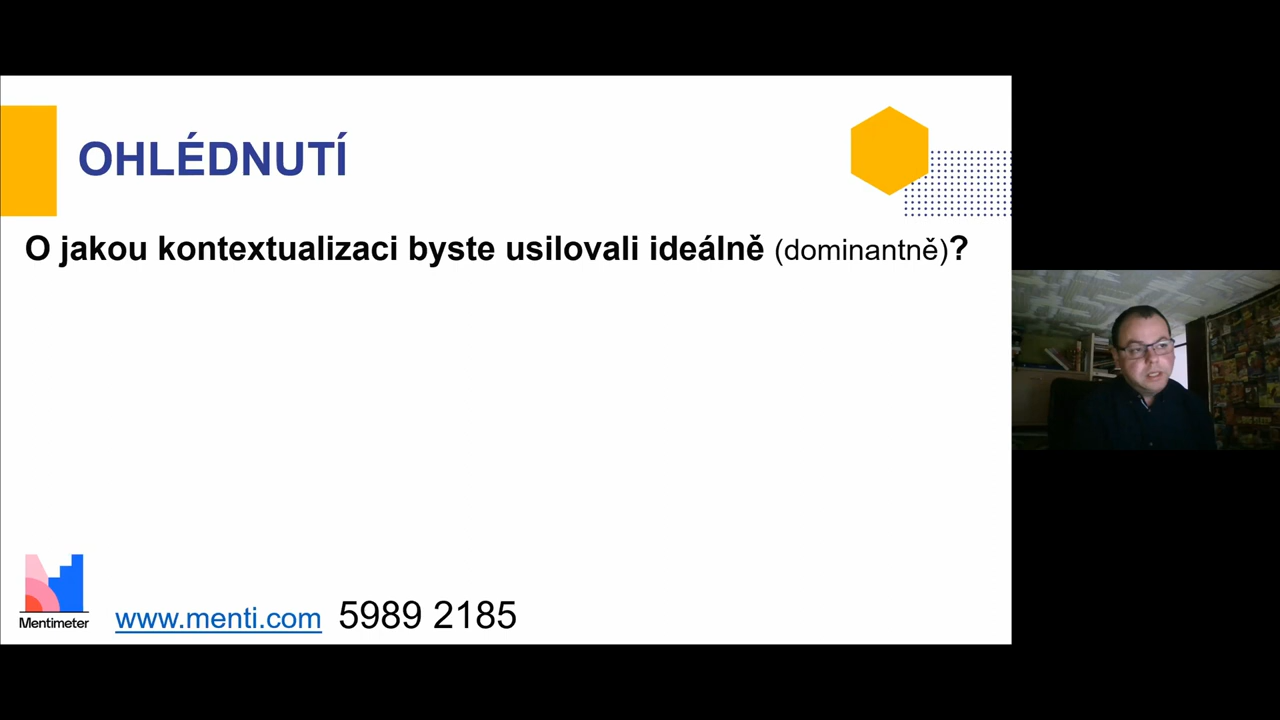 OHLÉDNUTÍ
O jakou kontextualizaci byste usilovali ideálně (dominantně)?
Mentimeter
www.menti.com 5989 2185